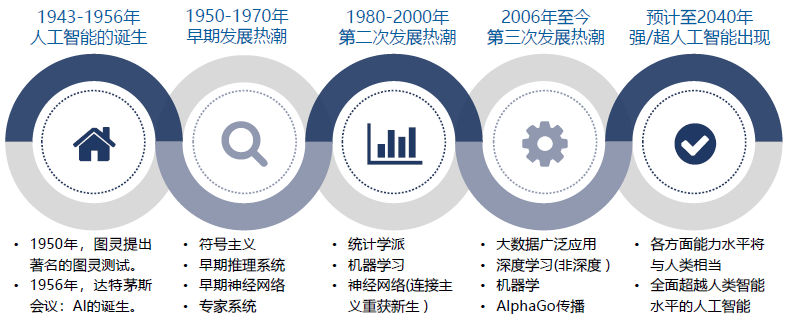 1943-1956年
人工智能的诞生
1950-1970年
早期发展热潮
1980-2000年
第二次发展热潮
2006年至今
第三次发展热潮
预计至2040年
强/超人工智能出现
• 1950年，图灵提出
著名的图灵测试。
• 1956年，达特茅斯
会议：AI的诞生。
• 符号主义
• 早期推理系统
• 早期神经网络
• 专家系统
• 统计学派
• 机器学习
• 神经网络(连接主
义重获新生)
• 大数据广泛应用
• 深度学习(非深度)
• 机器学
• AlphaGo传播
• 各方面能力水平将
与人类相当
• 全面超越人类智能
水平的人工智能